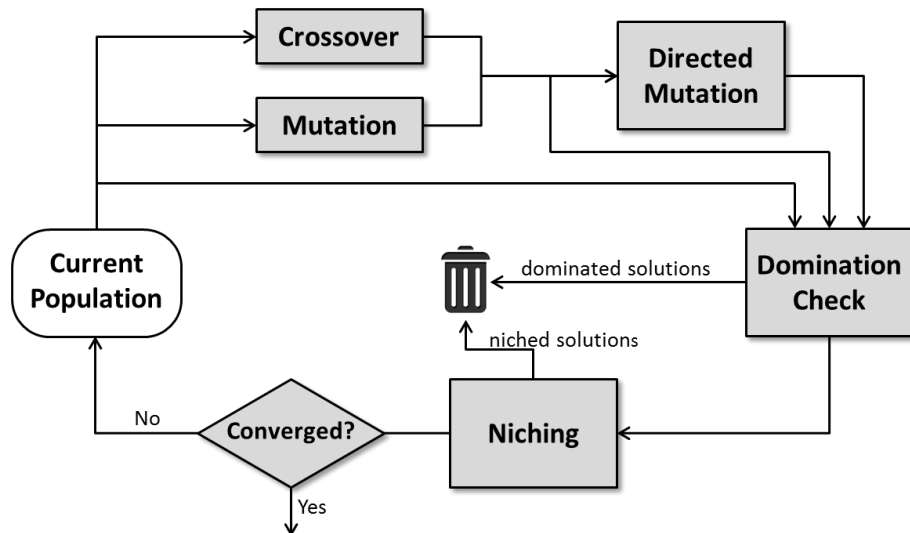 Crossover
Directed
Mutation
Mutation
Current
Population
dominated solutions
Domination
Check
niched solutions
No
Converged?
Niching
Yes